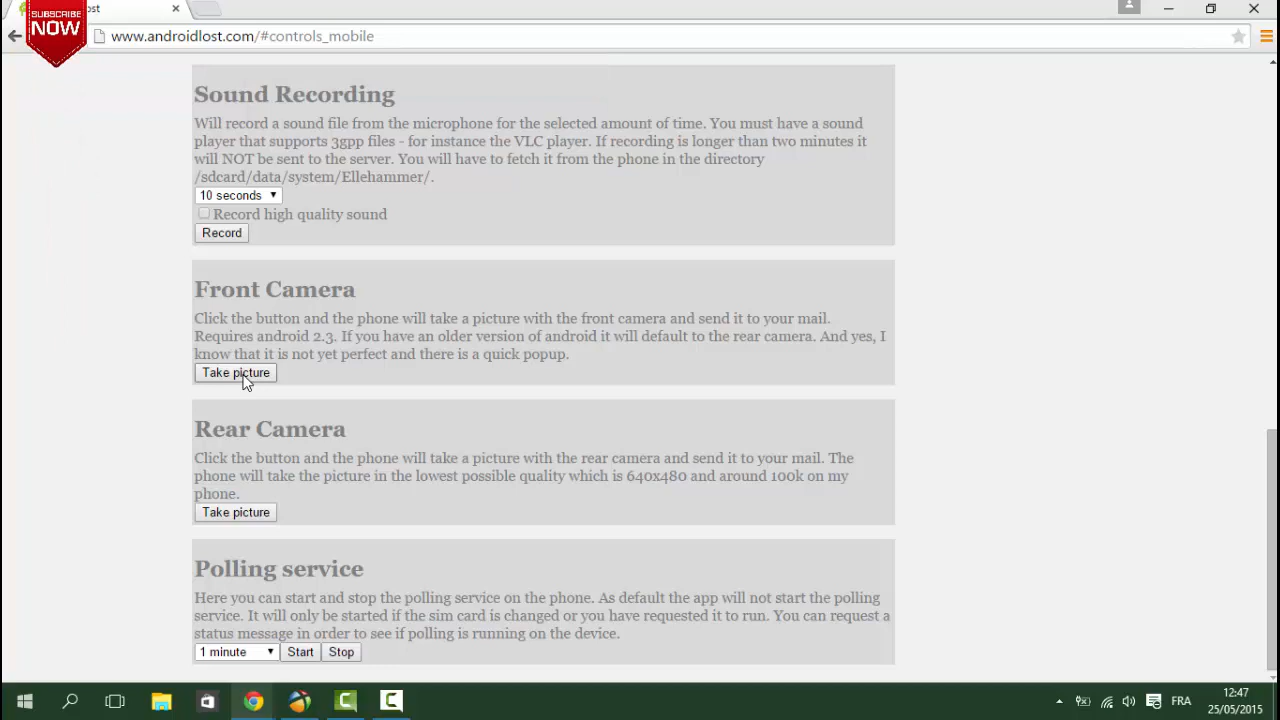 SUBSCRIBE
NOW
ost
www.androidlost.com/#controls_mobile
Sound Recording
Will record a sound file from the microphone for the selected amount of time. You must have a sound
player that supports 3gpp files - for instance the VLC player. If recording is longer than two minutes it
will NOT be sent to the server. You will have to fetch it from the phone in the directory
/sdcard/data/system/Ellehammer/.
10 seconds
Record high quality sound
Record
Front Camera
Click the button and the phone will take a picture with the front camera and send it to your mail.
Requires android 2.3. If you have an older version of android it will default to the rear camera. And yes, I
know that it is not yet perfect and there is a quick popup.
Take picture
Rear Camera
Click the button and the phone will take a picture with the rear camera and send it to your mail. The
phone will take the picture in the lowest possible quality which is 640x480 and around 100k on my
phone.
Take picture
Polling service
Here you can start and stop the polling service on the phone. As default the app will not start the polling
service. It will only be started if the sim card is changed or you have requested it to run. You can request a
status message in order to see if polling is running on the device.
1 minute Start Stop
FRA
12:47
25/05/2015